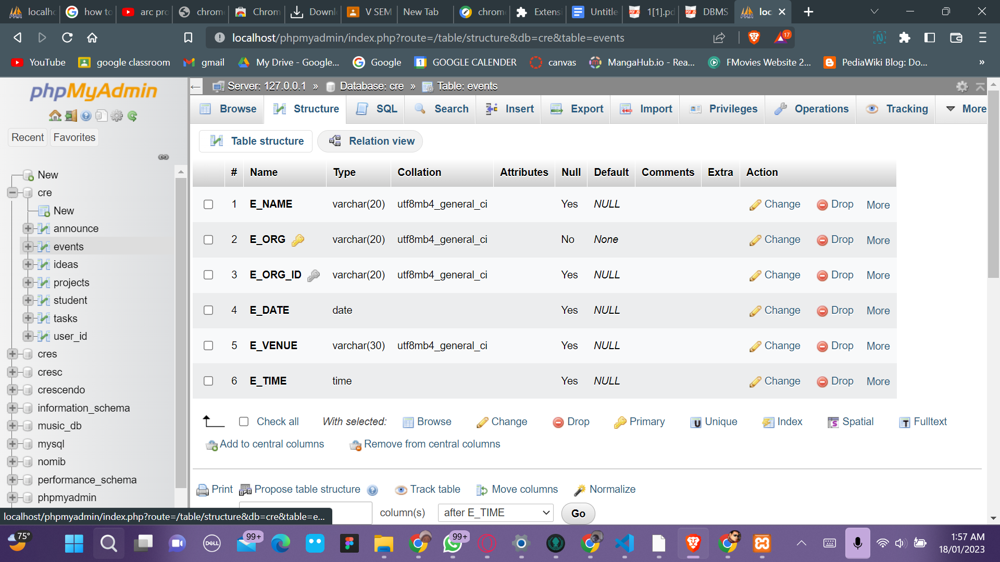 localhc
how to
arc pro
chrom
Chrom
Downl
V SEM
New Tab
chrome
Extensi
Untitle
1[1].pd
DBMS
loc
localhost/phpmyadmin/index.php?route=/table/structure&db=cre&table=events
17
YouTube
google classroom
gmail
My Drive - Google...
Google
GOOGLE CALENDER
canvas
MangaHub.io - Rea...
FMovies Website 2...
PediaWiki Blog: Do...
»
phpMyAdmin
Recent
Favorites
New
cre
New
announce
events
ideas
projects
student
tasks
user_id
cres
cresc
crescendo
information_schema
music_db
mysql
nomib
performance_schema
phpmyadmin
Server: 127.0.0.1 » Database: cre » Table: events
Browse Structure SQL Search Insert Export Import Privileges Operations Tracking More
Table structure Relation view
# Name Type Collation Attributes Null Default Comments Extra Action
1 E_NAME varchar(20) utf8mb4_general_ci Yes NULL Change Drop More
2 E_ORG varchar(20) utf8mb4_general_ci No None Change Drop More
3 E_ORG_ID varchar(20) utf8mb4_general_ci Yes NULL Change Drop More
4 E_DATE date Yes NULL Change Drop More
5 E_VENUE varchar(30) utf8mb4_general_ci Yes NULL Change Drop More
6 E_TIME time Yes NULL Change Drop More
Check all With selected: Browse Change Drop Primary Unique Index Spatial Fulltext
Add to central columns Remove from central columns
Print Propose table structure Track table Move columns Normalize
column(s) after E_TIME Go
localhost/phpmyadmin/index.php?route=/table/structure&db=cre&table=e...
75°
DELL
99+
99+
1:57 AM
18/01/2023